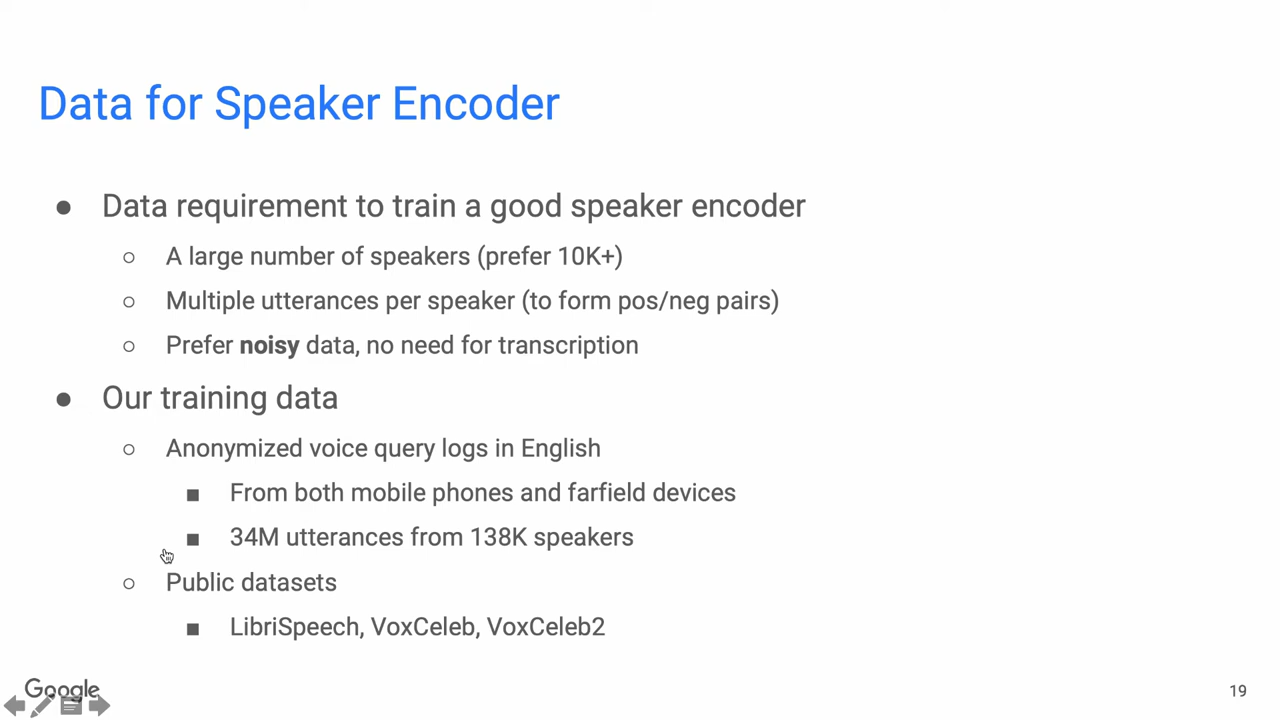 Data for Speaker Encoder
● Data requirement to train a good speaker encoder
○ A large number of speakers (prefer 10K+)
○ Multiple utterances per speaker (to form pos/neg pairs)
○ Prefer noisy data, no need for transcription
● Our training data
○ Anonymized voice query logs in English
■ From both mobile phones and farfield devices
■ 34M utterances from 138K speakers
○ Public datasets
■ LibriSpeech, VoxCeleb, VoxCeleb2
Google
19